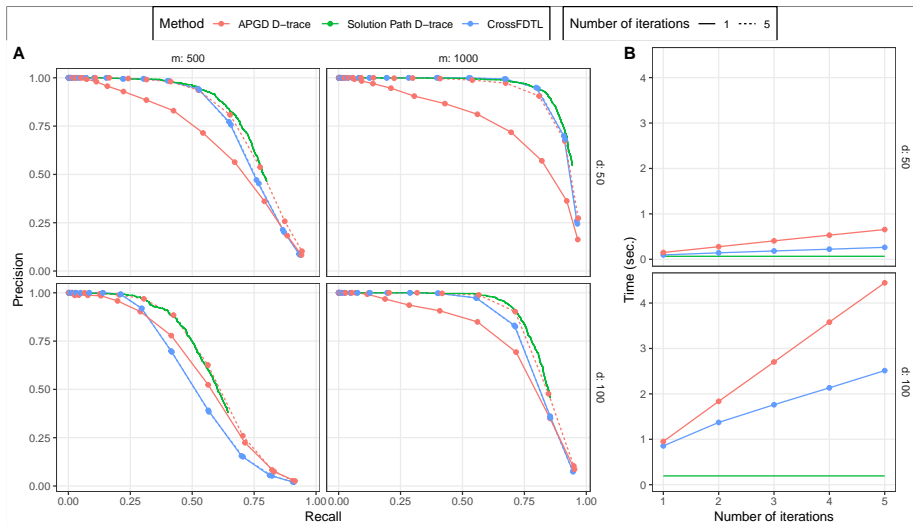 Method APGD D-trace Solution Path D-trace CrossFDTL Number of iterations 1 5
A
B
m: 500 m: 1000
1.00
0.75
0.50
0.25
0.00
d: 50
1.00
0.75
0.50
0.25
0.00
d: 100
Precision
0.00 0.25 0.50 0.75 1.00
0.00 0.25 0.50 0.75 1.00
Recall
4
3
2
1
0
d: 50
4
3
2
1
0
d: 100
Time (sec.)
1 2 3 4 5
Number of iterations